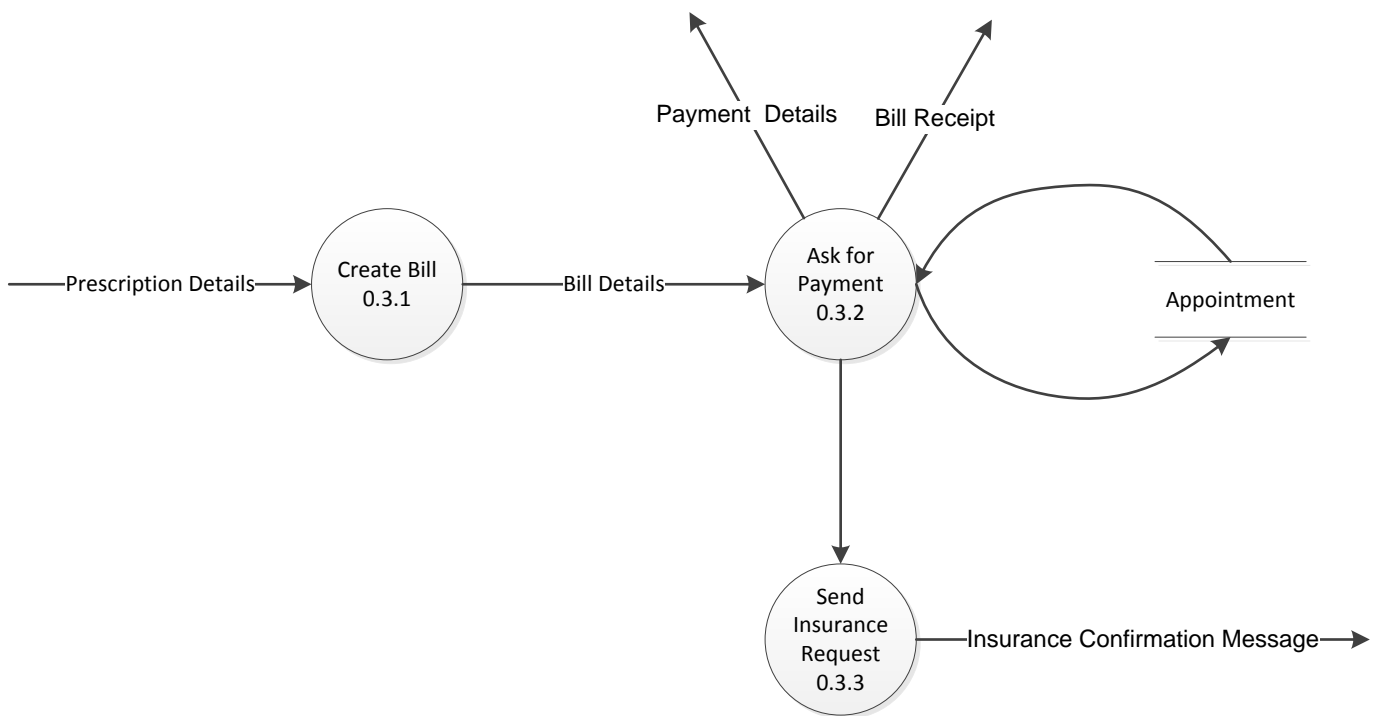 Payment Details
Bill Receipt
Prescription Details
Create Bill
0.3.1
Bill Details
Ask for
Payment
0.3.2
Appointment
Send
Insurance
Request
0.3.3
Insurance Confirmation Message